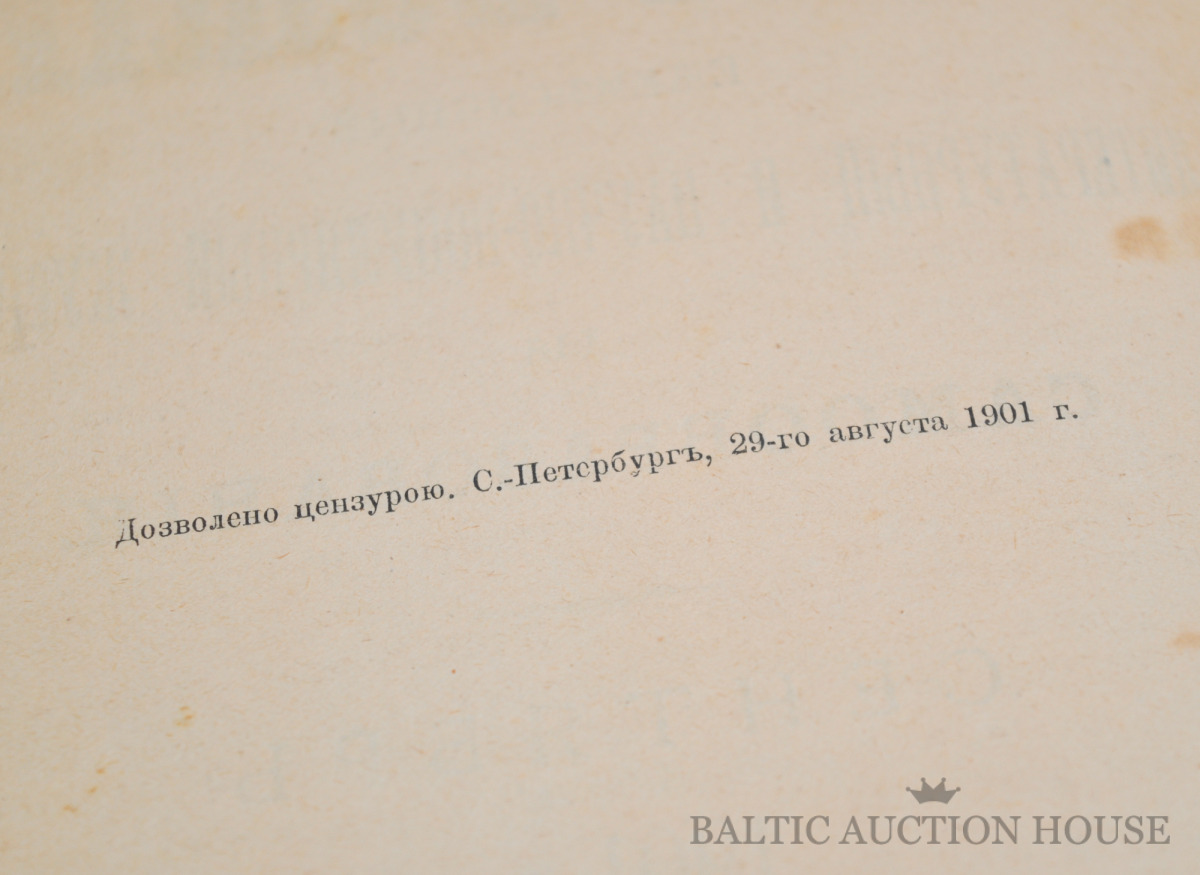 Дозволено цензурою. С.-Петербургъ, 29-го августа 1901 г.
BALTIC AUCTION HOUSE